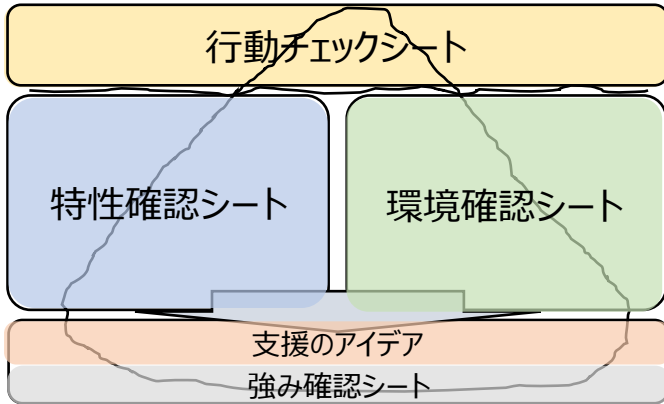 行動チェックシート
特性確認シート
環境確認シート
支援のアイデア
強み確認シート